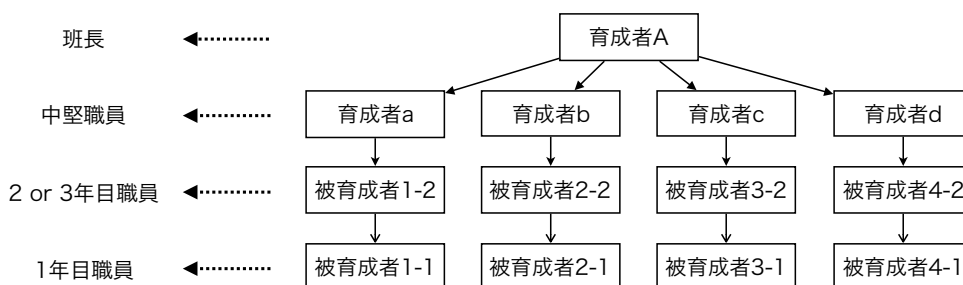 班長
育成者A
中堅職員
育成者a
育成者b
育成者c
育成者d
2 or 3年目職員
被育成者1-2
被育成者2-2
被育成者3-2
被育成者4-2
1年目職員
被育成者1-1
被育成者2-1
被育成者3-1
被育成者4-1